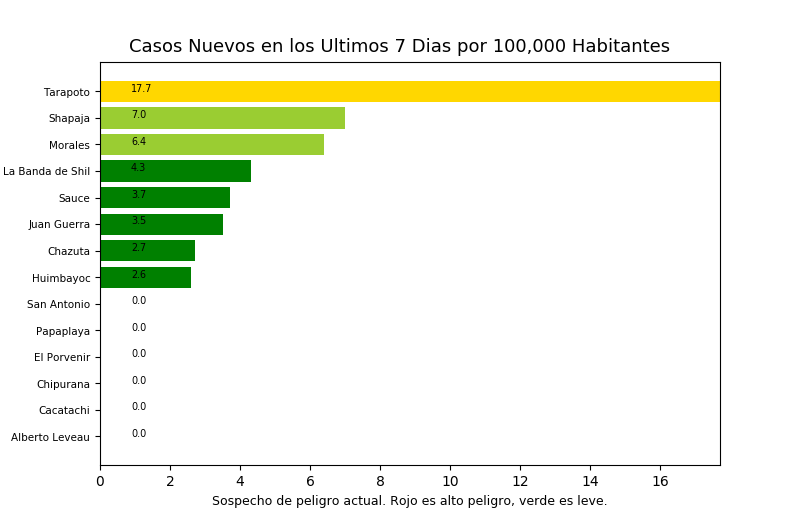 Casos Nuevos en los Ultimos 7 Dias por 100,000 Habitantes
Tarapoto 17.7
Shapaja 7.0
Morales 6.4
La Banda de Shil 4.3
Sauce 3.7
Juan Guerra 3.5
Chazuta 2.7
Huimbayoc 2.6
San Antonio 0.0
Papaplaya 0.0
El Porvenir 0.0
Chipurana 0.0
Cacatachi 0.0
Alberto Leveau 0.0
0 2 4 6 8 10 12 14 16
Sospecho de peligro actual. Rojo es alto peligro, verde es leve.